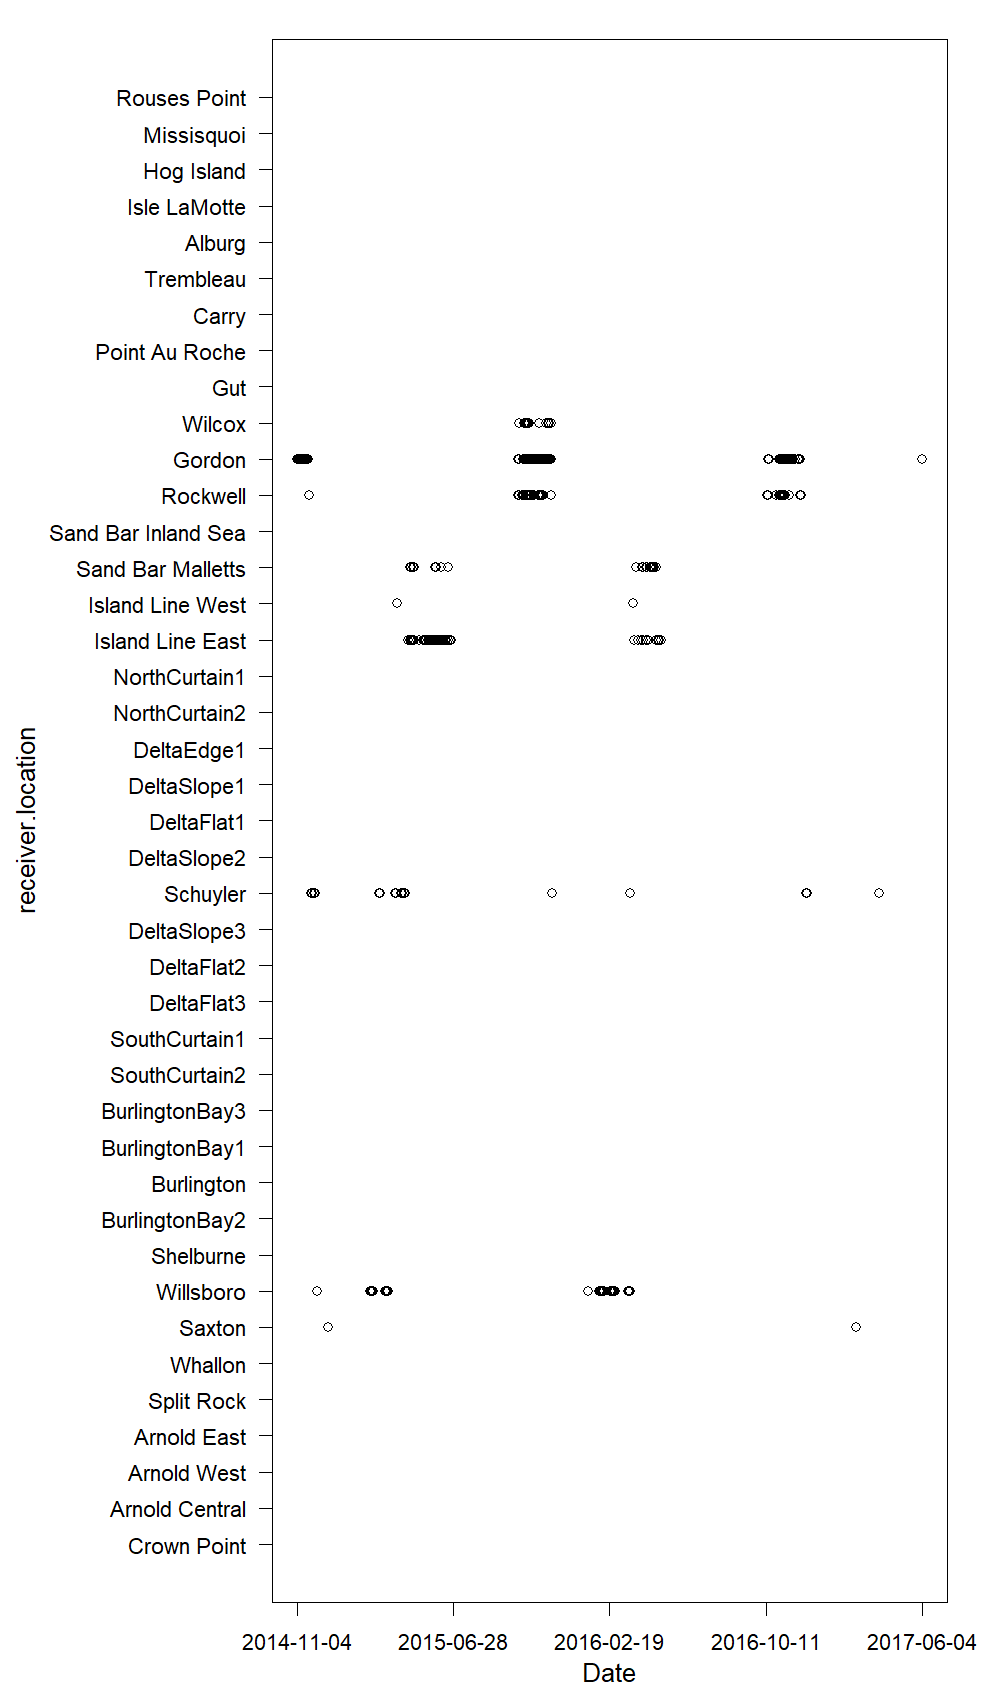 Rouses Point
Missisquoi
Hog Island
Isle LaMotte
Alburg
Trembleau
Carry
Point Au Roche
Gut
Wilcox
Gordon
Rockwell
Sand Bar Inland Sea
Sand Bar Malletts
Island Line West
Island Line East
NorthCurtain1
NorthCurtain2
DeltaEdge1
DeltaSlope1
DeltaFlat1
DeltaSlope2
Schuyler
DeltaSlope3
DeltaFlat2
DeltaFlat3
SouthCurtain1
SouthCurtain2
BurlingtonBay3
BurlingtonBay1
Burlington
BurlingtonBay2
Shelburne
Willsboro
Saxton
Whallon
Split Rock
Arnold East
Arnold West
Arnold Central
Crown Point
receiver.location
2014-11-04 2015-06-28 2016-02-19 2016-10-11 2017-06-04
Date